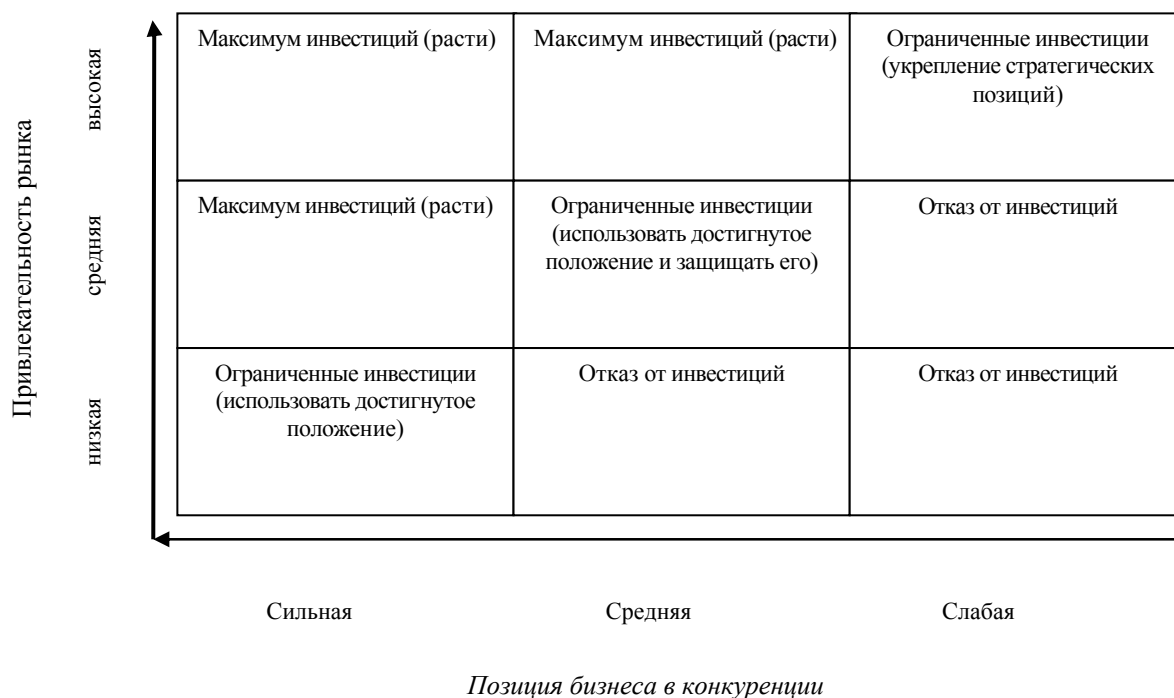 Привлекательность рынка
высокая
Максимум инвестиций (расти)
Максимум инвестиций (расти)
Ограниченные инвестиции
(укрепление стратегических
позиций)
средняя
Максимум инвестиций (расти)
Ограниченные инвестиции
(использовать достигнутое
положение и защищать его)
Отказ от инвестиций
низкая
Ограниченные инвестиции
(использовать достигнутое
положение)
Отказ от инвестиций
Отказ от инвестиций
Сильная
Средняя
Слабая
Позиция бизнеса в конкуренции